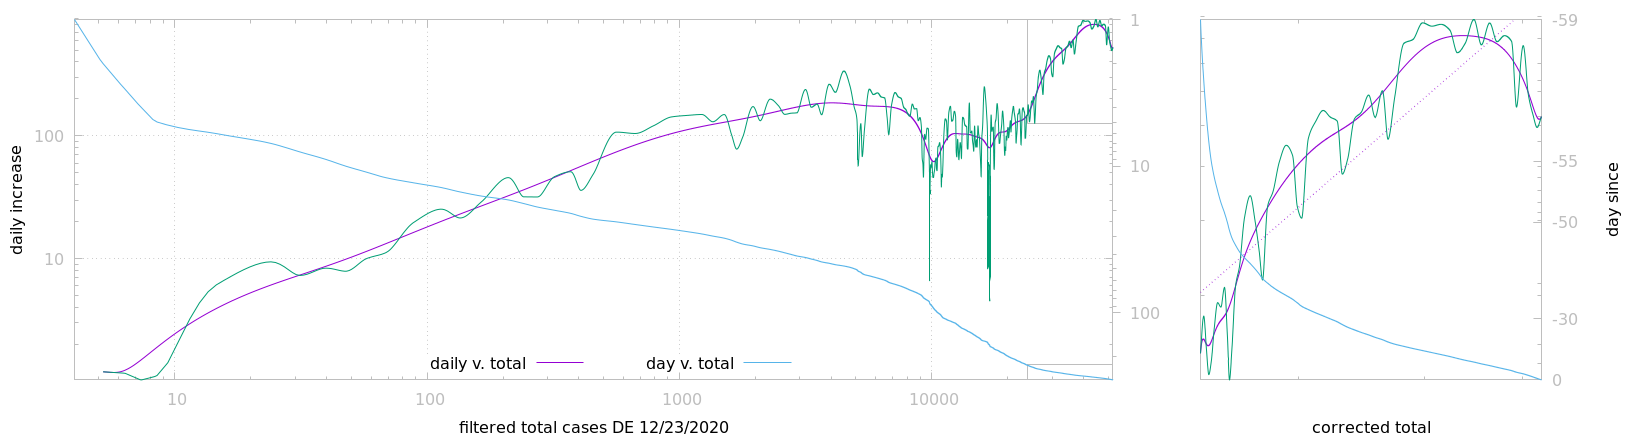 daily increase
100
10
10
100
1000
10000
1
10
100
daily v. total
day v. total
filtered total cases DE 12/23/2020
-59
-55
-50
-30
0
day since
corrected total